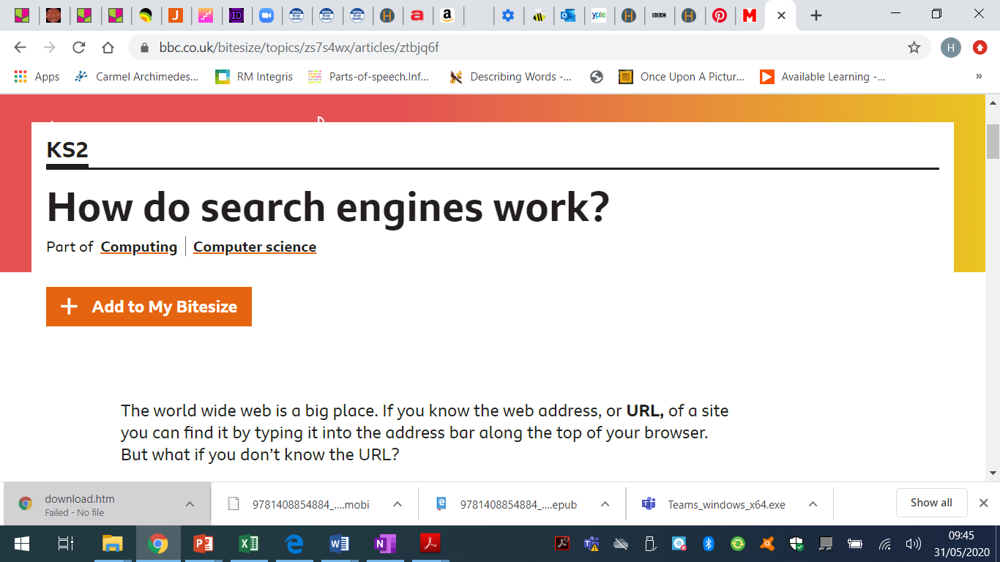 bbc.co.uk/bitesize/topics/zs7s4wx/articles/ztbjq6f
H
Apps Carmel Archimedes... RM Integris Parts-of-speech.Inf... Describing Words -... Once Upon A Pictur... Available Learning -... »
KS2
How do search engines work?
Part of Computing Computer science
+ Add to My Bitesize
The world wide web is a big place. If you know the web address, or URL, of a site
you can find it by typing it into the address bar along the top of your browser.
But what if you don’t know the URL?
download.htm
Failed - No file
9781408854884_....mobi
9781408854884_....epub
Teams_windows_x64.exe
Show all
09:45
31/05/2020